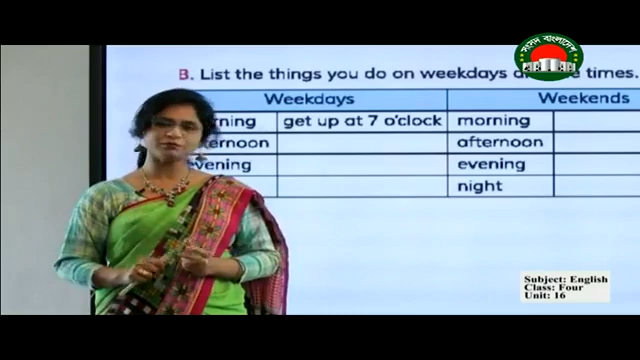 সংসদ বাংলাদেশ
B. List the things you do on weekdays times.
Weekdays Weekends
get up at 7 o'clock morning
afternoon
evening evening
night
Subject: English
Class: Four
Unit: 16